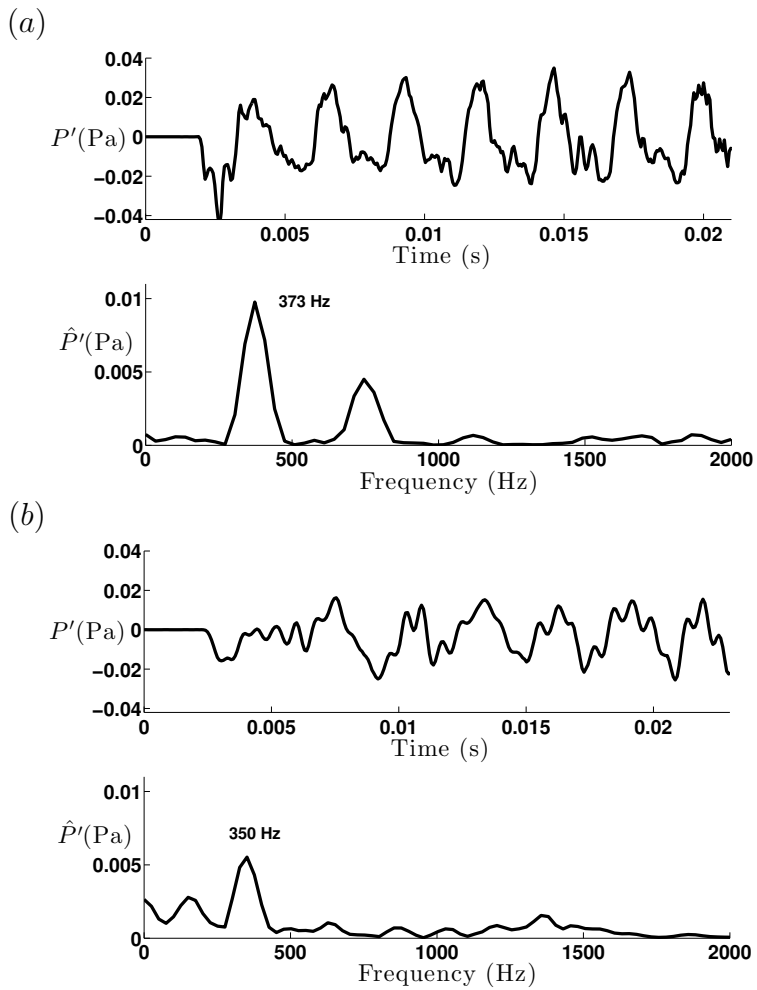 (a)
0.04
0.02
P′(Pa) 0
−0.02
−0.04
0 0.005 0.01 0.015 0.02
Time (s)
0.01 373 Hz
P̂′(Pa)
0.005
0
0 500 1000 1500 2000
Frequency (Hz)
(b)
0.04
0.02
P′(Pa) 0
−0.02
−0.04
0 0.005 0.01 0.015 0.02
Time (s)
0.01
P̂′(Pa) 350 Hz
0.005
0
0 500 1000 1500 2000
Frequency (Hz)